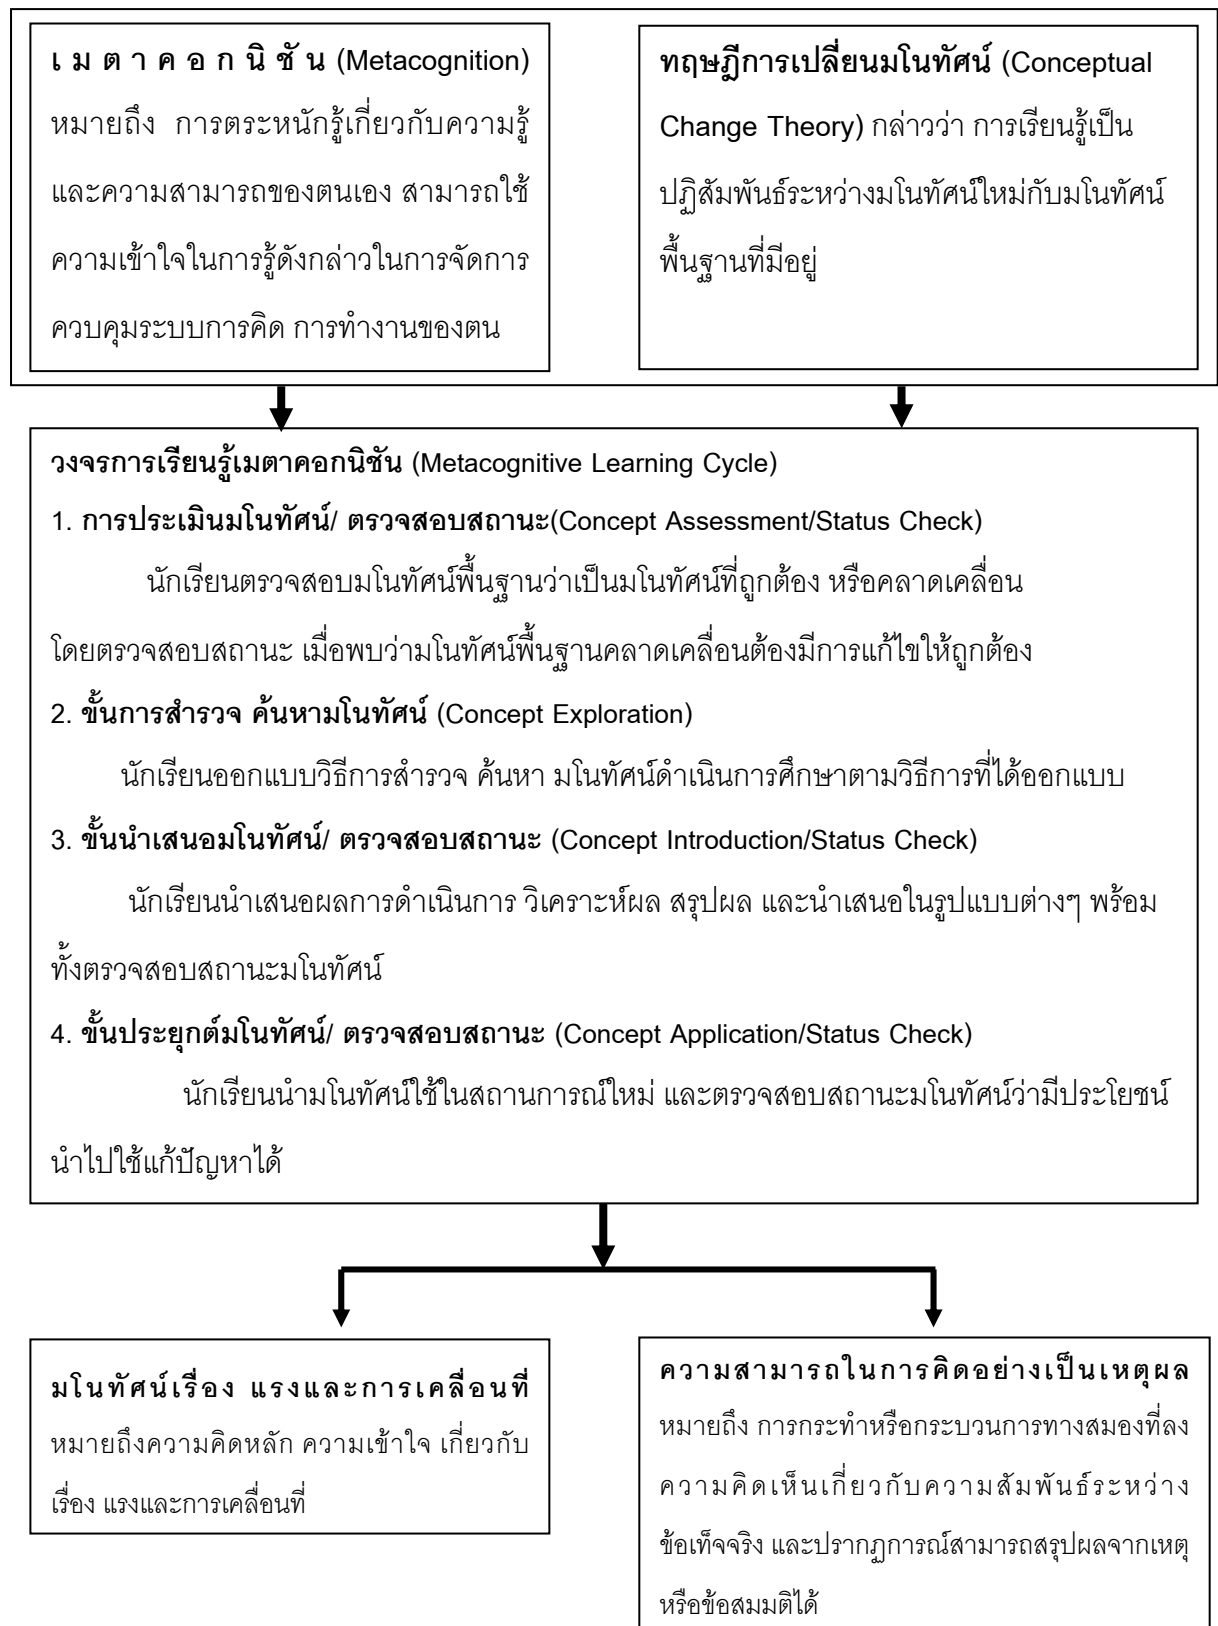 เมตาคอกนิชัน (Metacognition)
หมายถึง การตระหนักรู้เกี่ยวกับความรู้
และความสามารถของตนเอง สามารถใช้
ความเข้าใจในการรู้ดังกล่าวในการจัดการ
ควบคุมระบบการคิด การทำงานของตน
ทฤษฎีการเปลี่ยนมโนทัศน์ (Conceptual
Change Theory) กล่าวว่า การเรียนรู้เป็น
ปฏิสัมพันธ์ระหว่างมโนทัศน์ใหม่กับมโนทัศน์
พื้นฐานที่มีอยู่
วงจรการเรียนรู้เมตาคอกนิชัน (Metacognitive Learning Cycle)
1. การประเมินมโนทัศน์/ ตรวจสอบสถานะ(Concept Assessment/Status Check)
นักเรียนตรวจสอบมโนทัศน์พื้นฐานว่าเป็นมโนทัศน์ที่ถูกต้อง หรือคลาดเคลื่อน
โดยตรวจสอบสถานะ เมื่อพบว่ามโนทัศน์พื้นฐานคลาดเคลื่อนต้องมีการแก้ไขให้ถูกต้อง
2. ขั้นการสำรวจ ค้นหามโนทัศน์ (Concept Exploration)
นักเรียนออกแบบวิธีการสำรวจ ค้นหา มโนทัศน์ดำเนินการศึกษาตามวิธีการที่ได้ออกแบบ
3. ขั้นนำเสนอมโนทัศน์/ ตรวจสอบสถานะ (Concept Introduction/Status Check)
นักเรียนนำเสนอผลการดำเนินการ วิเคราะห์ผล สรุปผล และนำเสนอในรูปแบบต่างๆ พร้อม
ทั้งตรวจสอบสถานะมโนทัศน์
4. ขั้นประยุกต์มโนทัศน์/ ตรวจสอบสถานะ (Concept Application/Status Check)
นักเรียนนำมโนทัศน์ใช้ในสถานการณ์ใหม่ และตรวจสอบสถานะมโนทัศน์ว่ามีประโยชน์
นำไปใช้แก้ปัญหาได้
มโนทัศน์เรื่อง แรงและการเคลื่อนที่
หมายถึงความคิดหลัก ความเข้าใจ เกี่ยวกับ
เรื่อง แรงและการเคลื่อนที่
ความสามารถในการคิดอย่างเป็นเหตุผล
หมายถึง การกระทำหรือกระบวนการทางสมองที่ลง
ความคิดเห็นเกี่ยวกับความสัมพันธ์ระหว่าง
ข้อเท็จจริง และปรากฏการณ์สามารถสรุปผลจากเหตุ
หรือข้อสมมติได้